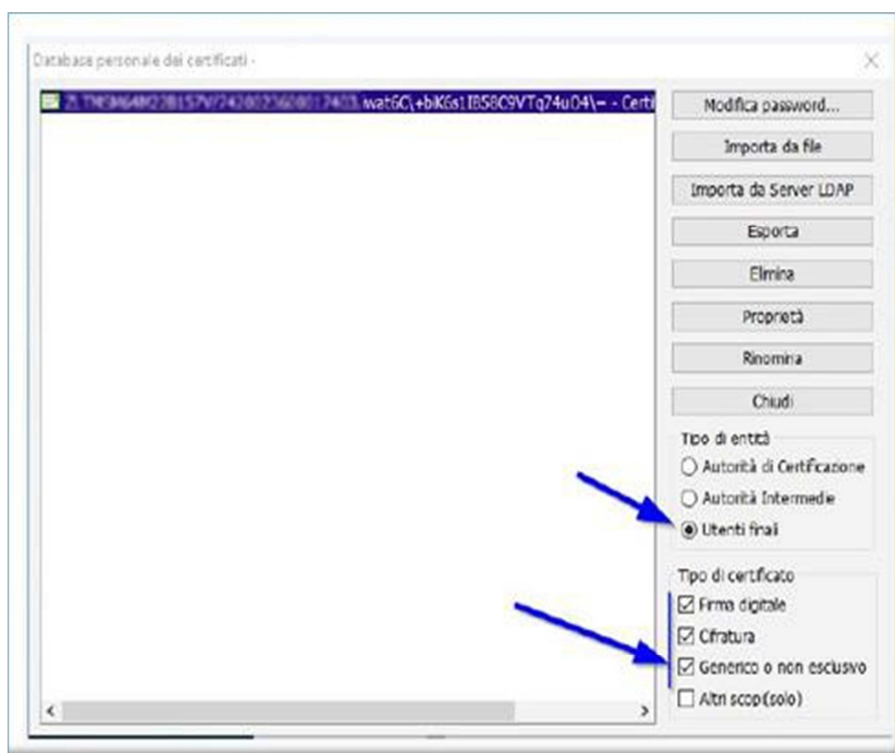 Database personale dei certificati -
wat6C\+biK6s1IB58C9VTq74uO4\= - Certi
Modifica password...
Importa da file
Importa da Server LDAP
Esporta
Elimina
Proprietà
Rinomina
Chiudi
Tipo di entità
Autorità di Certificazione
Autorità Intermedie
Utenti finali
Tipo di certificato
Firma digitale
Cifratura
Generico o non esclusivo
Altri scopi(solo)